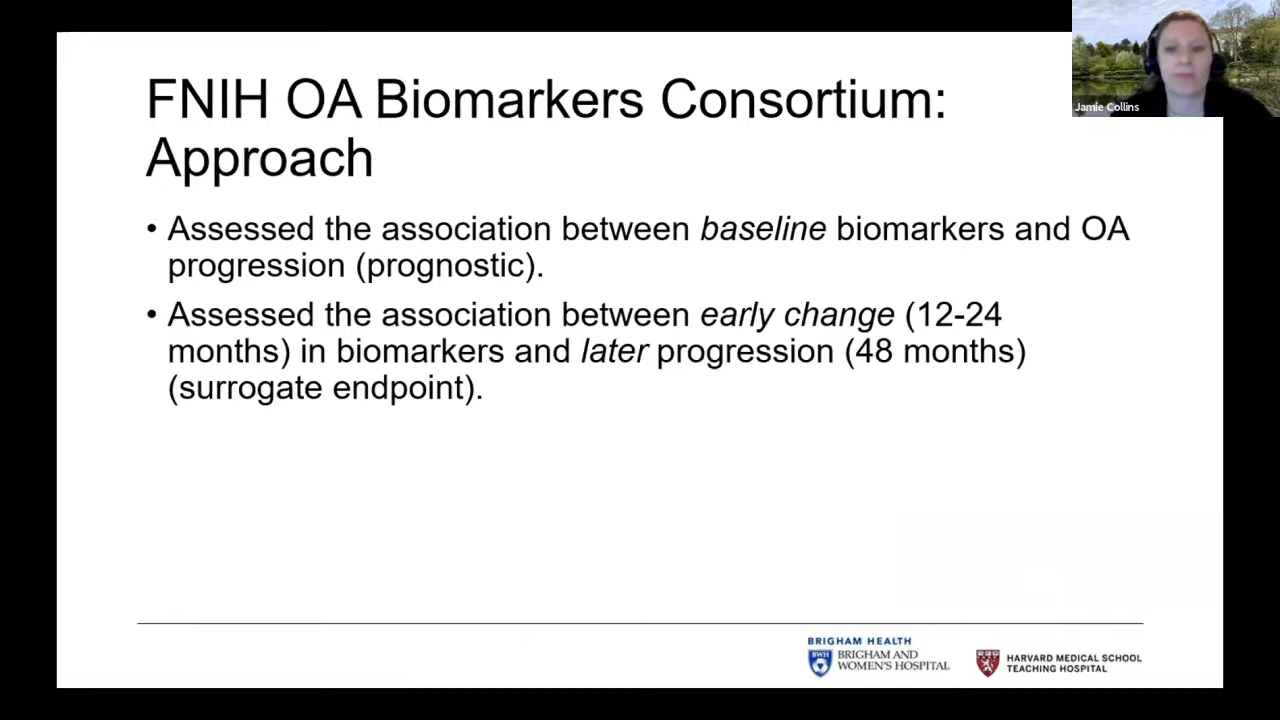 FNIH OA Biomarkers Consortium:
Approach
Jamie Collins
• Assessed the association between baseline biomarkers and OA
progression (prognostic).
• Assessed the association between early change (12-24
months) in biomarkers and later progression (48 months)
(surrogate endpoint).
BRIGHAM HEALTH
BWH
BRIGHAM AND
WOMEN'S HOSPITAL
HARVARD MEDICAL SCHOOL
TEACHING HOSPITAL